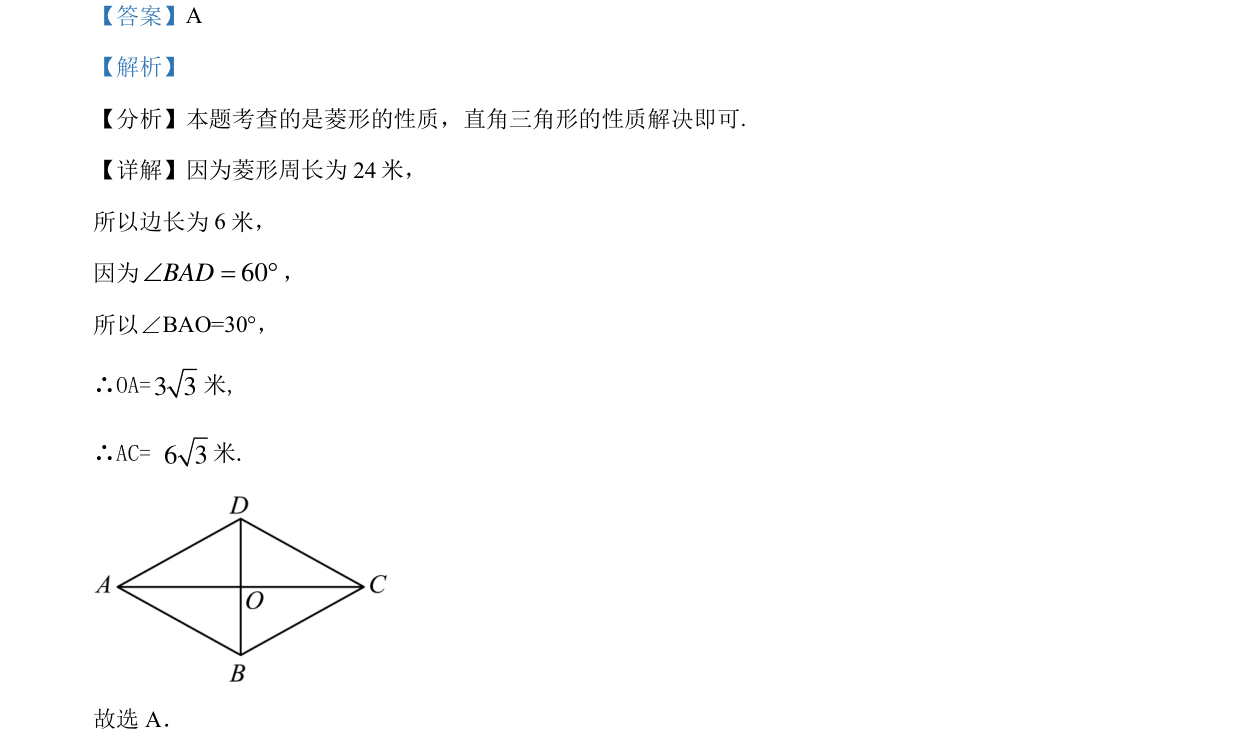 【答案】A
【解析】
【分析】本题考查的是菱形的性质，直角三角形的性质解决即可.
【详解】因为菱形周长为 24 米，
所以边长为 6 米，
因为∠BAD = 60°，
所以∠BAO=30°，
∴OA=3√3 米,
∴AC= 6√3 米.
D
A
C
O
B
故选 A．